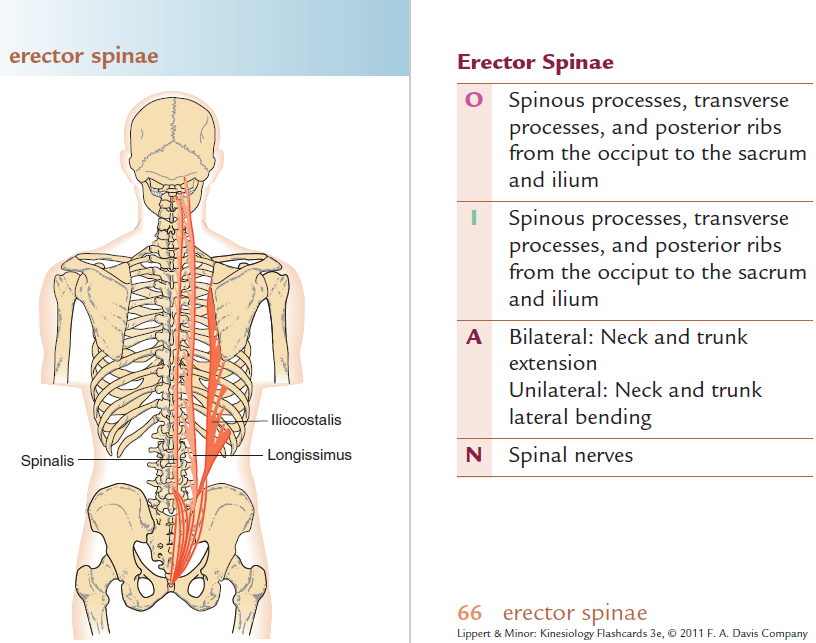 erector spinae
Iliocostalis
Longissimus
Spinalis
Erector Spinae
O Spinous processes, transverse
processes, and posterior ribs
from the occiput to the sacrum
and ilium
I Spinous processes, transverse
processes, and posterior ribs
from the occiput to the sacrum
and ilium
A Bilateral: Neck and trunk
extension
Unilateral: Neck and trunk
lateral bending
N Spinal nerves
66 erector spinae
Lippert & Minor: Kinesiology Flashcards 3e, © 2011 F. A. Davis Company